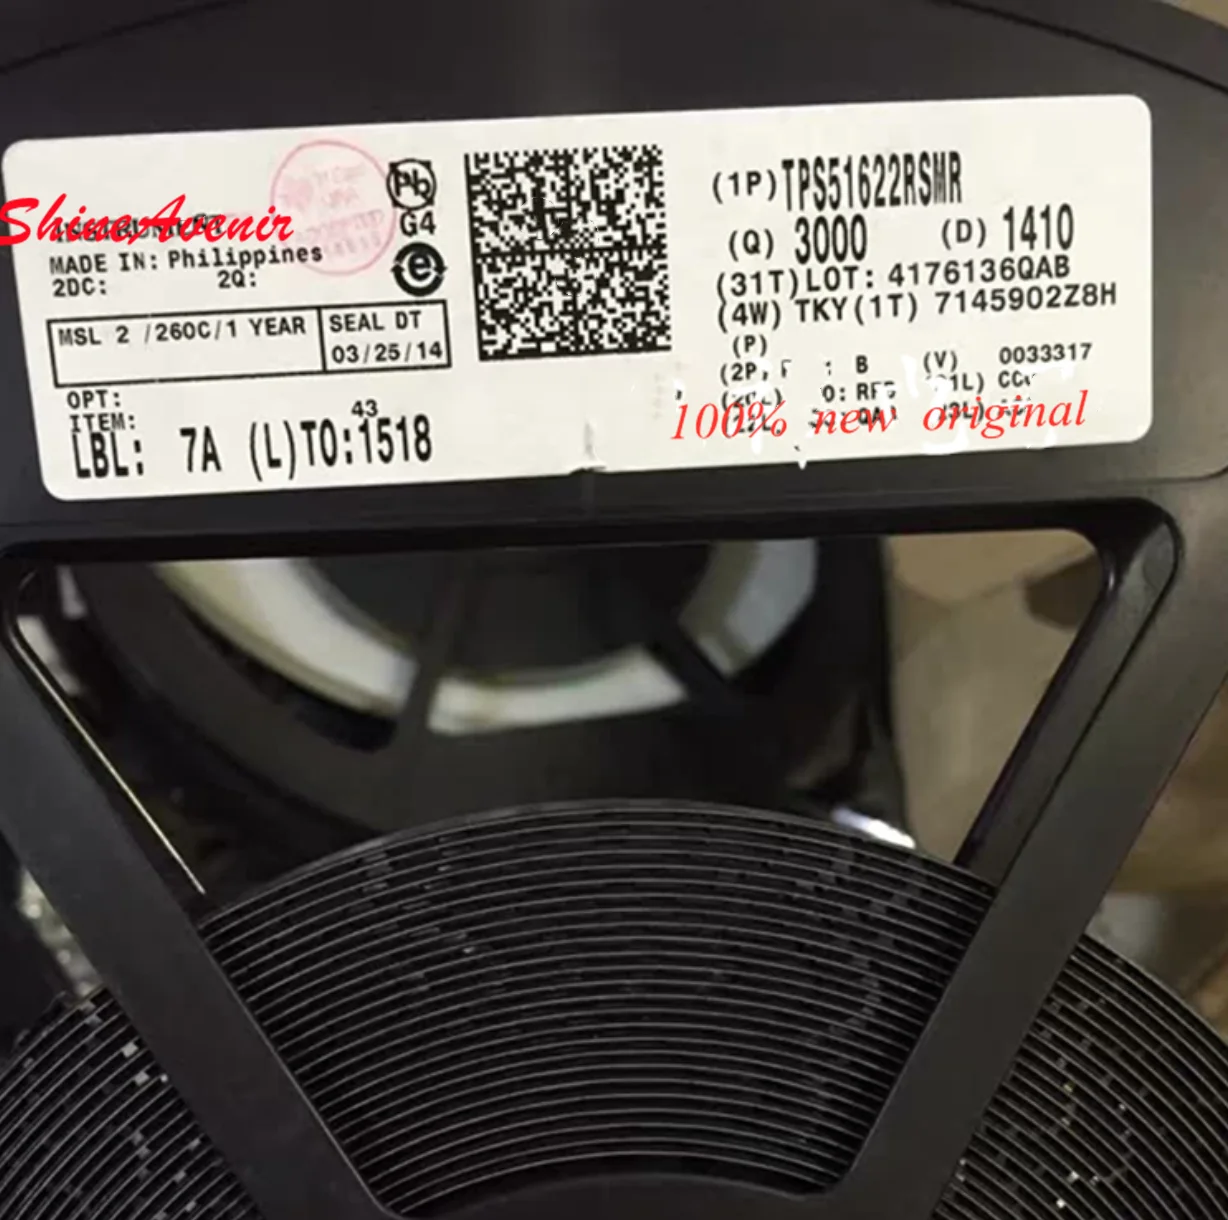 ShineAvenir
MADE IN: Philippines
2DC: 2Q:
MSL 2 /260C/1 YEAR
SEAL DT
03/25/14
OPT:
ITEM:
43
LBL: 7A (L)TO:1518
Pb
G4
e
(1P) TPS51622RSMR
(Q) 3000 (D) 1410
(31T)LOT: 4176136QAB
(4W) TKY(1T) 7145902Z8H
(P)
(2P) : B (V) 0033317
100% new original